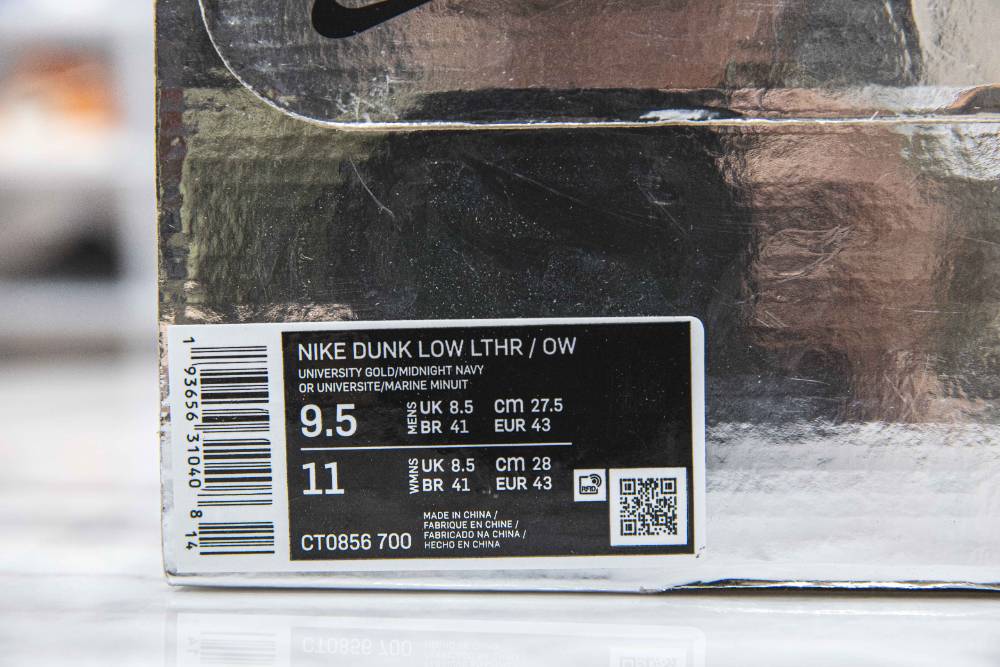 NIKE DUNK LOW LTHR / OW
UNIVERSITY GOLD/MIDNIGHT NAVY
OR UNIVERSITE/MARINE MINUIT
9.5 MENS UK 8.5 cm 27.5
BR 41 EUR 43
11 WMNS UK 8.5 cm 28
BR 41 EUR 43
RFID
CT0856 700
MADE IN CHINA /
FABRIQUE EN CHINE /
FABRICADO NA CHINA /
HECHO EN CHINA
1 93656 31040 8 14
CT0856 700